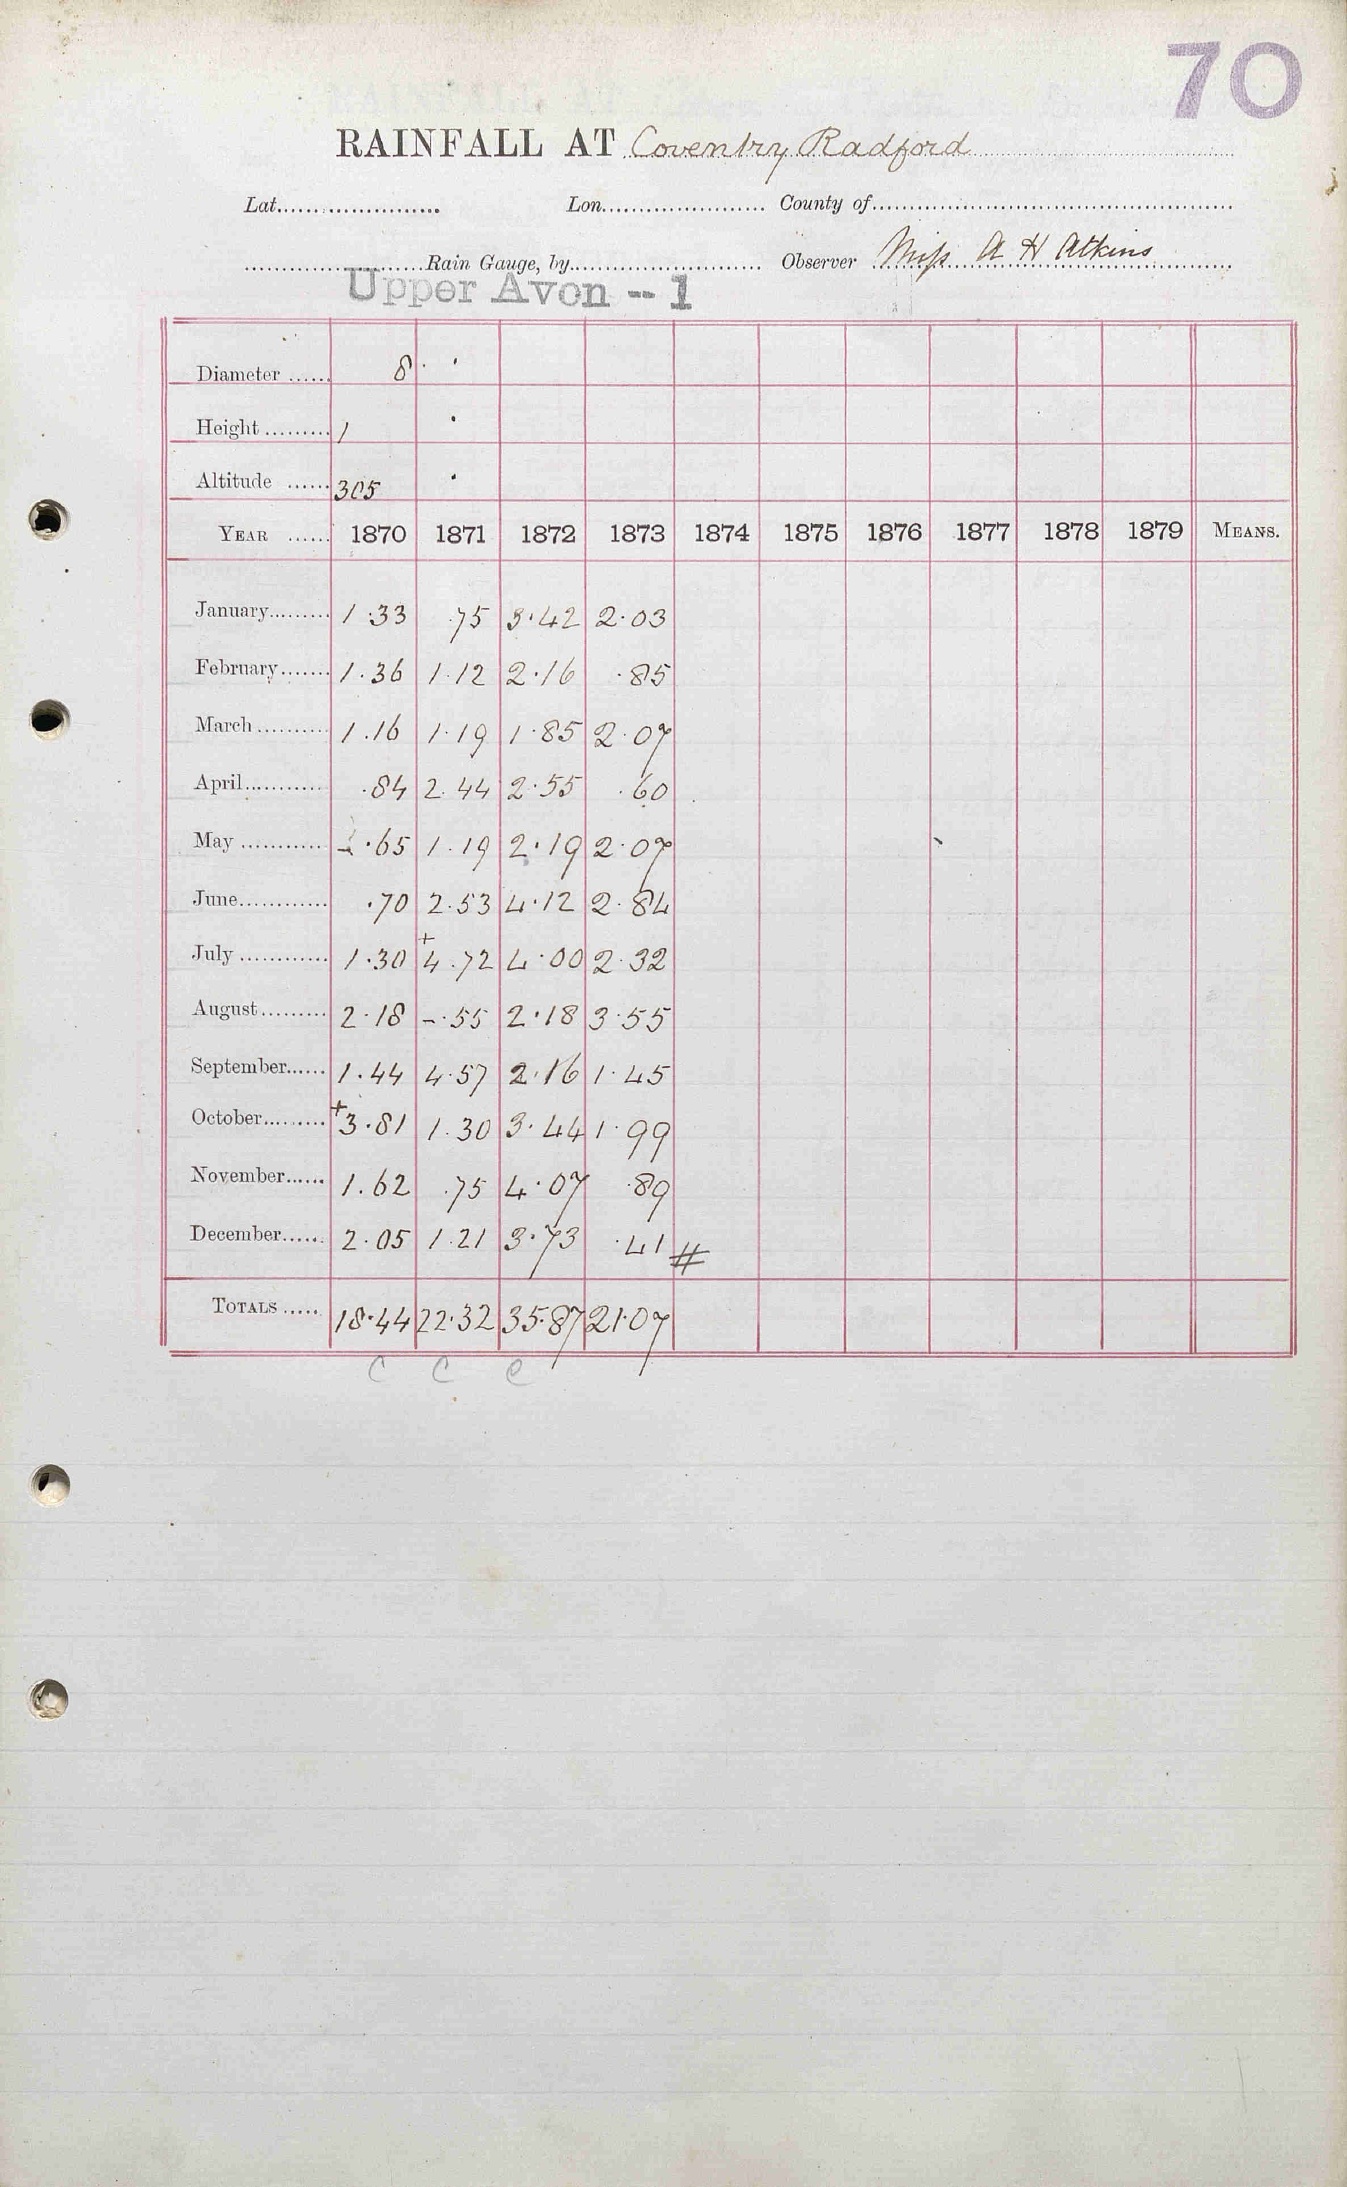 70
RAINFALL AT Coventry Radford
Lat. Lon. County of
Rain Gauge, by Observer Miss A H Atkins
Upper Avon -- 1
Diameter 8
Height 1
Altitude 305
YEAR 1870 1871 1872 1873 1874 1875 1876 1877 1878 1879 MEANS.
January 1.33 .75 3.42 2.03
February 1.36 1.12 2.16 .85
March 1.16 1.19 1.85 2.07
April .84 2.44 2.55 .60
May .65 1.19 2.19 2.07
June .70 2.53 4.12 2.84
July 1.30 +4.72 4.00 2.32
August 2.18 -.55 2.18 3.55
September 1.44 4.57 2.16 1.45
October +3.81 1.30 3.44 1.99
November 1.62 .75 4.07 .89
December 2.05 1.21 3.73 .41 #
TOTALS 18.44 22.32 35.87 21.07
C C C